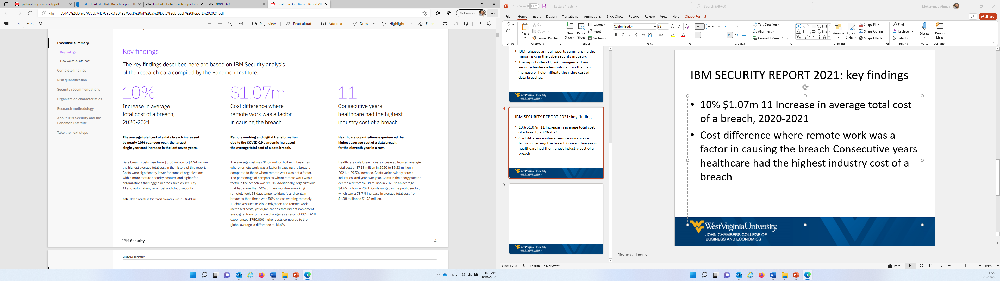 pythonforcybersecurity.pdf
Cost of a Data Breach Report 20
Cost of a Data Breach Report 202
3R8N1DZJ
Cost of a Data Breach Report 20
File
D:/My%20Drive/WVU/MIS/CYBR%20493/Cost%20of%20a%20Data%20Breach%20Report%202021.pdf
Not syncing
4 of 73
Page view
Read aloud
Add text
Draw
Highlight
Erase
Executive summary
Key findings
How we calculate cost
Complete findings
Risk quantification
Security recommendations
Organization characteristics
Research methodology
About IBM Security and the
Ponemon Institute
Take the next steps
Key findings
The key findings described here are based on IBM Security analysis
of the research data compiled by the Ponemon Institute.
10%
Increase in average
total cost of a breach,
2020-2021
The average total cost of a data breach increased
by nearly 10% year over year, the largest
single year cost increase in the last seven years.
Data breach costs rose from $3.86 million to $4.24 million,
the highest average total cost in the history of this report.
Costs were significantly lower for some of organizations
with a more mature security posture, and higher for
organizations that lagged in areas such as security
AI and automation, zero trust and cloud security.
Note: Cost amounts in this report are measured in U.S. dollars.
$1.07m
Cost difference where
remote work was a factor
in causing the breach
Remote working and digital transformation
due to the COVID-19 pandemic increased
the average total cost of a data breach.
The average cost was $1.07 million higher in breaches
where remote work was a factor in causing the breach,
compared to those where remote work was not a factor.
The percentage of companies where remote work was a
factor in the breach was 17.5%. Additionally, organizations
that had more than 50% of their workforce working
remotely took 58 days longer to identify and contain
breaches than those with 50% or less working remotely.
IT changes such as cloud migration and remote work
increased costs, yet organizations that did not implement
any digital transformation changes as a result of COVID-19
experienced $750,000 higher costs compared to the
global average, a difference of 16.6%.
11
Consecutive years
healthcare had the highest
industry cost of a breach
Healthcare organizations experienced the
highest average cost of a data breach,
for the eleventh year in a row.
Healthcare data breach costs increased from an average
total cost of $7.13 million in 2020 to $9.23 million in
2021, a 29.5% increase. Costs varied widely across
industries, and year over year. Costs in the energy sector
decreased from $6.39 million in 2020 to an average
$4.65 million in 2021. Costs surged in the public sector,
which saw a 78.7% increase in average total cost from
$1.08 million to $1.93 million.
IBM Security
4
Executive summary
ENG
11:11 AM
8/19/2022
AutoSave Off
Lecture 1.pptx
Search (Alt+Q)
Mohammad Ahmad
File Home Insert Design Transitions Animations Slide Show Record Review View Help Shape Format
Share
Undo
Paste
Cut
Copy
Format Painter
Clipboard
New Slide
Reuse Slides
Layout
Reset
Section
Slides
Calibri (Body) 32
Font
Text Direction
Align Text
Convert to SmartArt
Paragraph
Arrange
Quick Styles
Shape Fill
Shape Outline
Shape Effects
Drawing
Find
Replace
Select
Editing
Dictate
Voice
Design Ideas
Designer
• IBM releases annual reports summarizing the
major risks in the cybersecurity industry.
• The report offers IT, risk management and
security leaders a lens into factors that can
increase or help mitigate the rising cost of
data breaches.
West Virginia University.
JOHN CHAMBERS COLLEGE OF
BUSINESS AND ECONOMICS
4
IBM SECURITY REPORT 2021: key findings
• 10% $1.07m 11 Increase in average total cost
of a breach, 2020-2021
• Cost difference where remote work was a
factor in causing the breach Consecutive years
healthcare had the highest industry cost of a
breach
West Virginia University.
JOHN CHAMBERS COLLEGE OF
BUSINESS AND ECONOMICS
5
West Virginia University.
JOHN CHAMBERS COLLEGE OF
BUSINESS AND ECONOMICS
IBM SECURITY REPORT 2021: key findings
• 10% $1.07m 11 Increase in average total cost
of a breach, 2020-2021
• Cost difference where remote work was a
factor in causing the breach Consecutive years
healthcare had the highest industry cost of a
breach
West Virginia University.
JOHN CHAMBERS COLLEGE OF
BUSINESS AND ECONOMICS
Click to add notes
Slide 4 of 5
English (United States)
Notes
105%
11:11 AM
8/19/2022